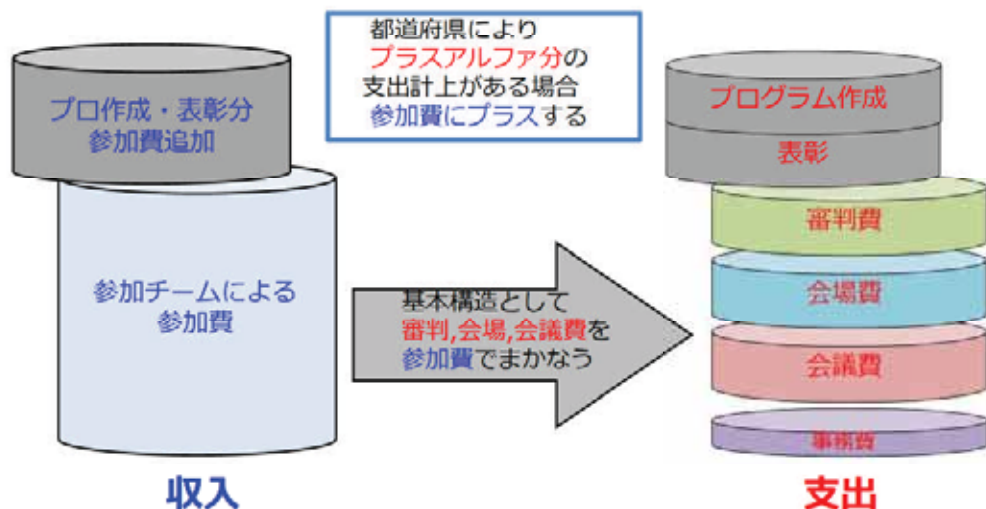 都道府県により
プラスアルファ分の
支出計上がある場合
参加費にプラスする
プロ作成・表彰分
参加費追加
参加チームによる
参加費
収入
基本構造として
審判,会場,会議費を
参加費でまかなう
プログラム作成
表彰
審判費
会場費
会議費
事務費
支出